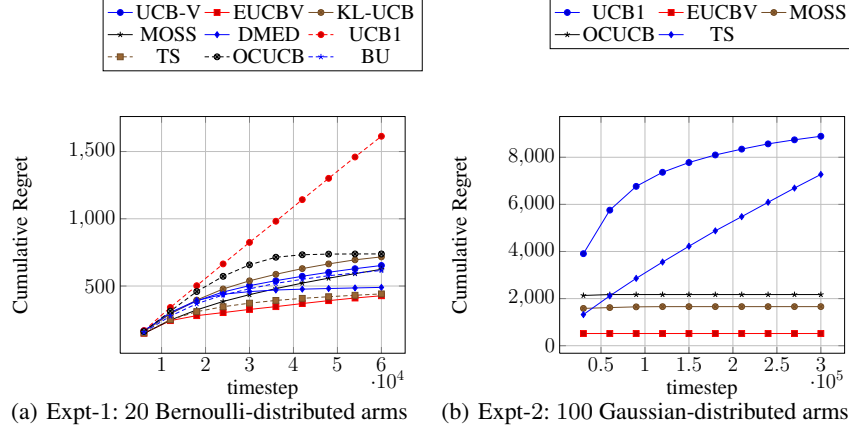 UCB-V EUCBV KL-UCB
MOSS DMED UCB1
TS OCUCB BU
1,500
1,000
500
Cumulative Regret
1 2 3 4 5 6
timestep
·10^4
(a) Expt-1: 20 Bernoulli-distributed arms
UCB1 EUCBV MOSS
OCUCB TS
8,000
6,000
4,000
2,000
0
Cumulative Regret
0.5 1 1.5 2 2.5 3
timestep
·10^5
(b) Expt-2: 100 Gaussian-distributed arms